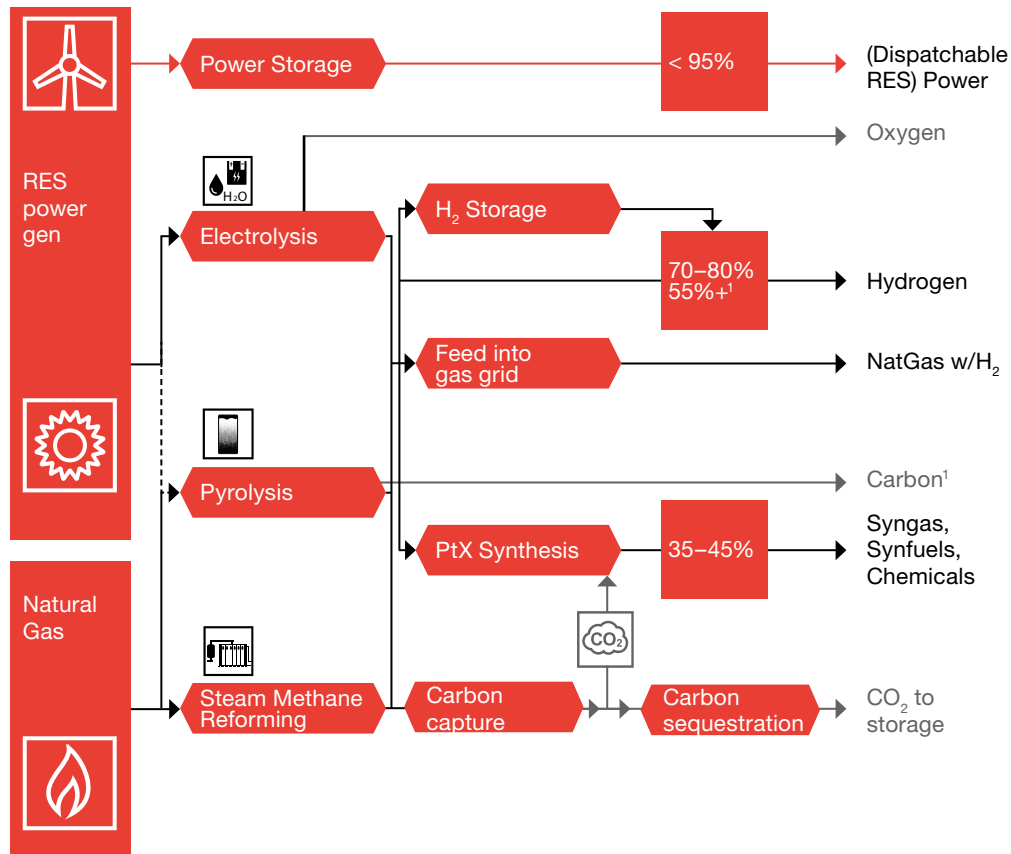 Power Storage
< 95%
(Dispatchable
RES) Power
Oxygen
RES
power
gen
H₂O
Electrolysis
H₂ Storage
70–80%
55%+¹
Hydrogen
Feed into
gas grid
NatGas w/H₂
Pyrolysis
Carbon¹
PtX Synthesis
35–45%
Syngas,
Synfuels,
Chemicals
Natural
Gas
CO₂
Steam Methane
Reforming
Carbon
capture
Carbon
sequestration
CO₂ to
storage